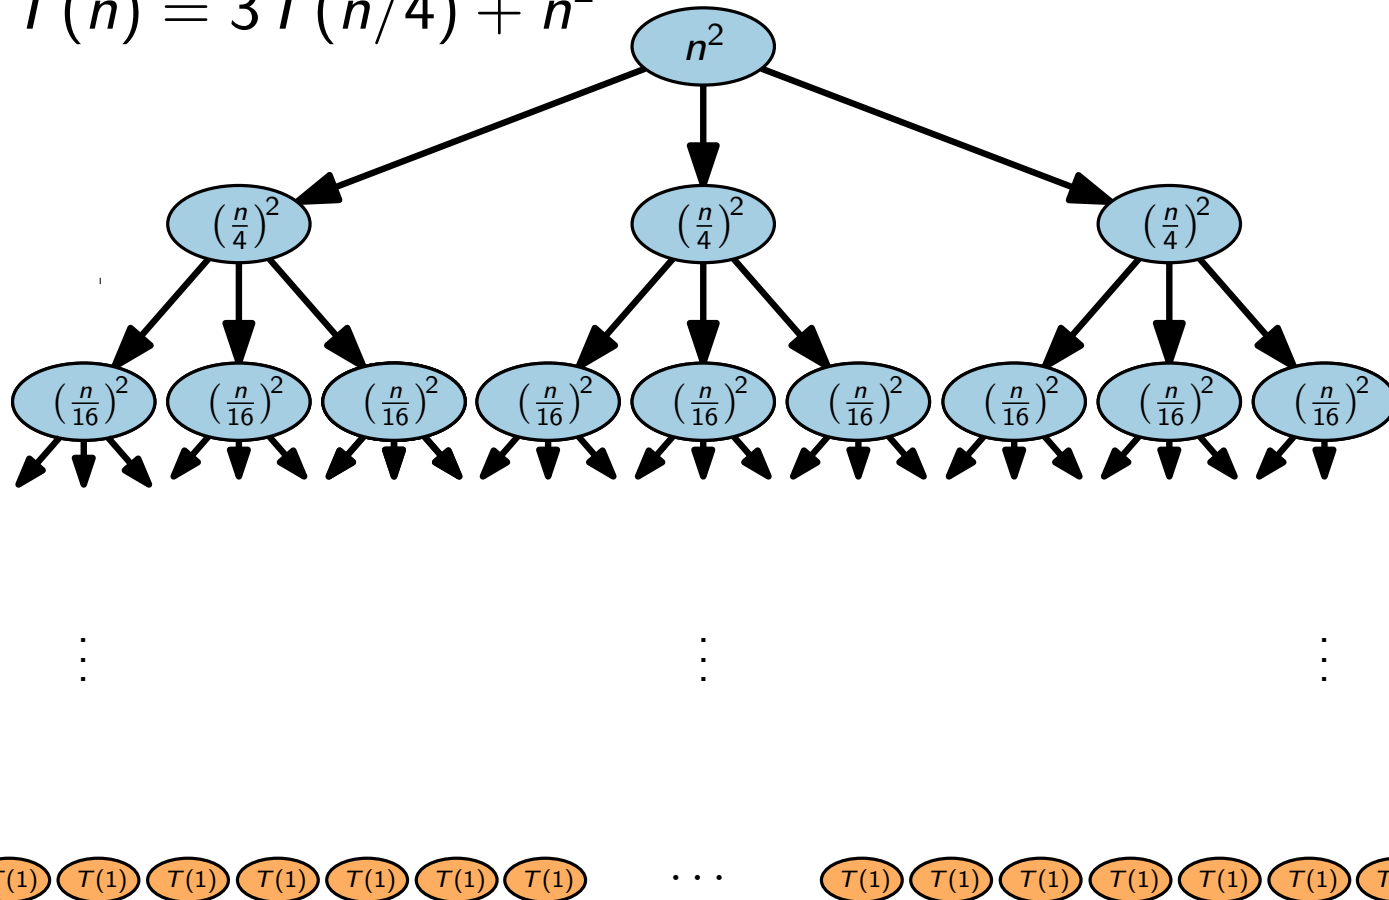 T(n) = 3T(n/4) + n²
n²
(n/4)² (n/4)² (n/4)²
(n/16)² (n/16)² (n/16)² (n/16)² (n/16)² (n/16)² (n/16)² (n/16)² (n/16)²
⋮ ⋮ ⋮
T(1) T(1) T(1) T(1) T(1) T(1) T(1) ... T(1) T(1) T(1) T(1) T(1) T(1) T